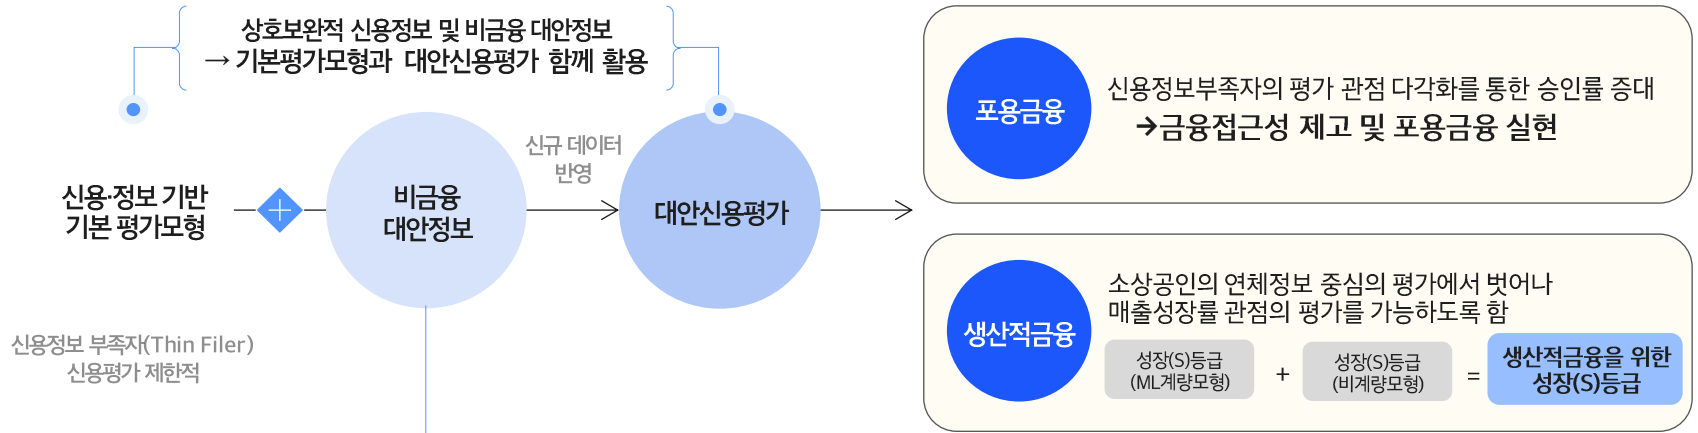 상호보완적 신용정보 및 비금융 대안정보
→ 기본평가모형과 대안신용평가 함께 활용
신용·정보 기반
기본 평가모형
비금융
대안정보
신규 데이터
반영
대안신용평가
신용정보 부족자(Thin Filer)
신용평가 제한적
포용금융
신용정보부족자의 평가 관점 다각화를 통한 승인률 증대
→금융접근성 제고 및 포용금융 실현
생산적금융
소상공인의 연체정보 중심의 평가에서 벗어나
매출성장률 관점의 평가를 가능하도록 함
성장(S)등급
(ML계량모형)
+
성장(S)등급
(비계량모형)
=
생산적금융을 위한
성장(S)등급